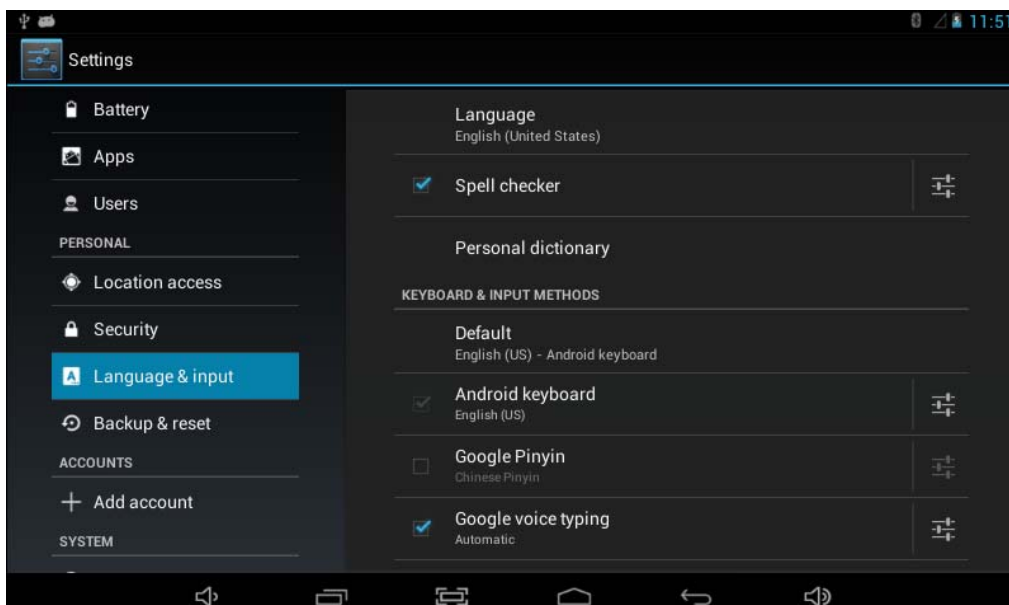 11:51
Settings
Battery
Apps
Users
PERSONAL
Location access
Security
Language & input
Backup & reset
ACCOUNTS
Add account
SYSTEM
Language
English (United States)
Spell checker
Personal dictionary
KEYBOARD & INPUT METHODS
Default
English (US) - Android keyboard
Android keyboard
English (US)
Google Pinyin
Chinese Pinyin
Google voice typing
Automatic